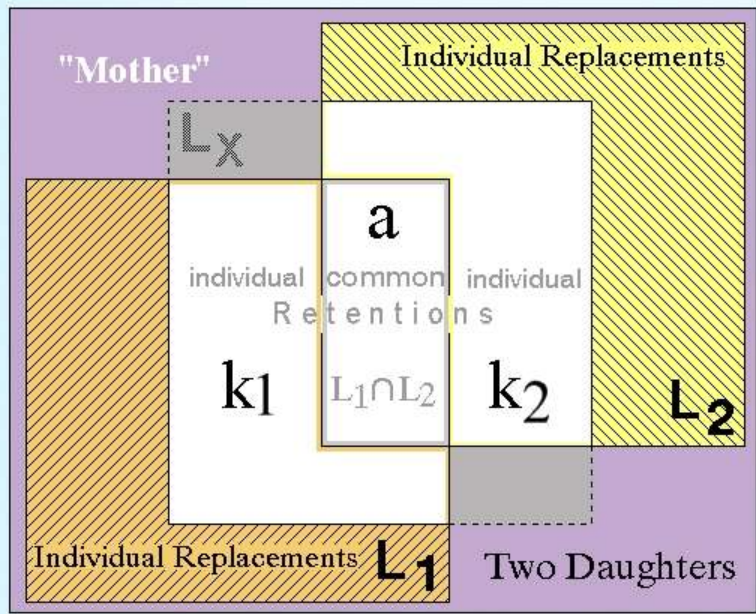 "Mother"
Individual Replacements
Lx
a
individual common individual
Retentions
k1 L1∩L2 k2
L2
Individual Replacements L1
Two Daughters